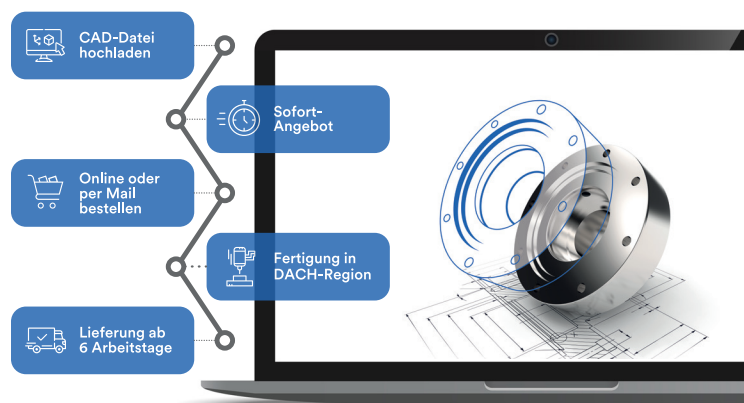 CAD-Datei
hochladen
Sofort-
Angebot
Online oder
per Mail
bestellen
Fertigung in
DACH-Region
Lieferung ab
6 Arbeitstage